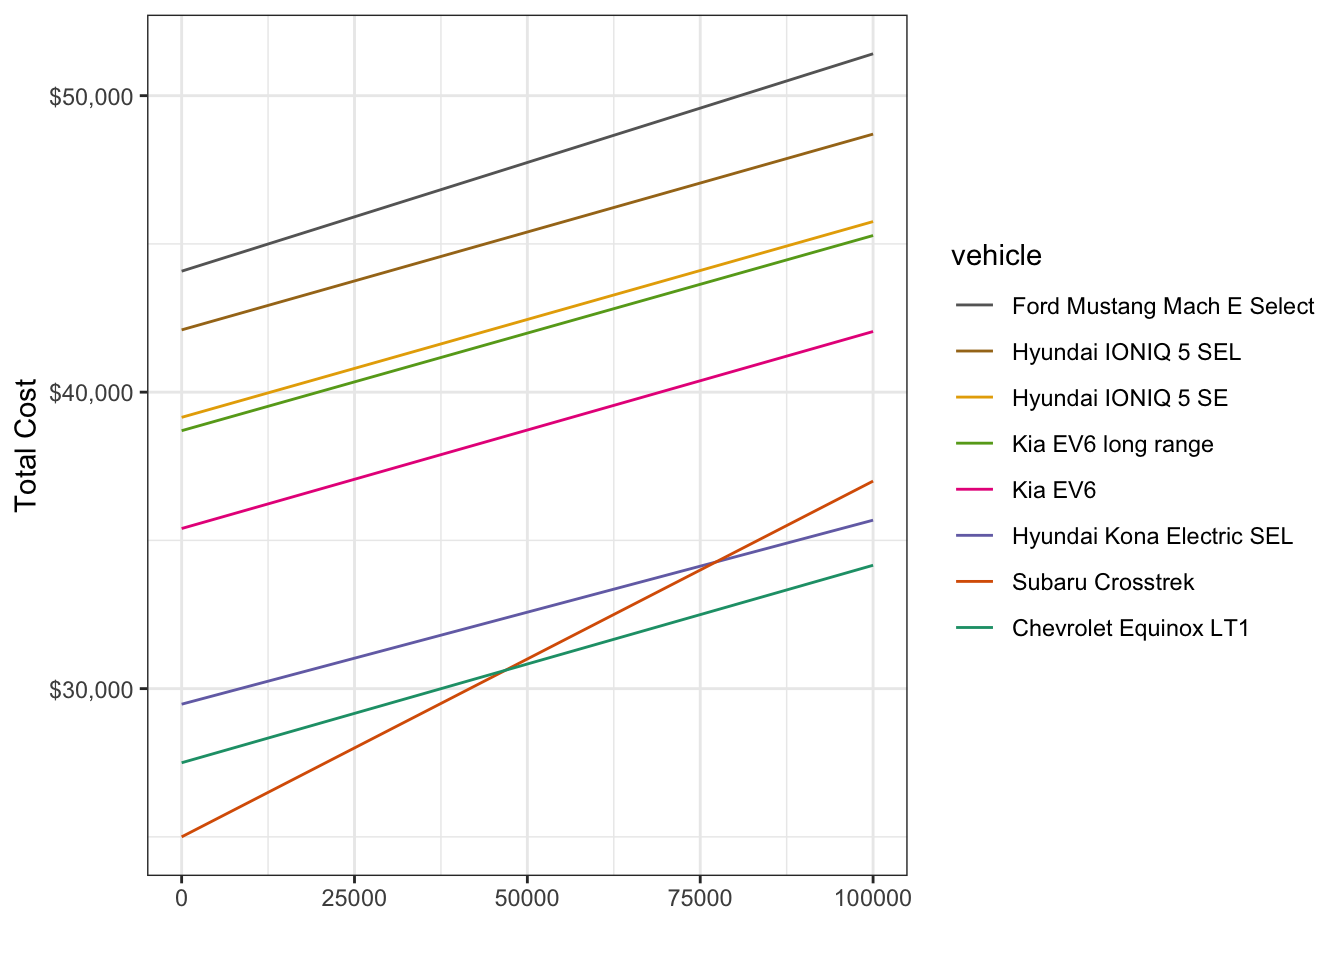 $50,000
$40,000
$30,000
Total Cost
0 25000 50000 75000 100000
vehicle
Ford Mustang Mach E Select
Hyundai IONIQ 5 SEL
Hyundai IONIQ 5 SE
Kia EV6 long range
Kia EV6
Hyundai Kona Electric SEL
Subaru Crosstrek
Chevrolet Equinox LT1